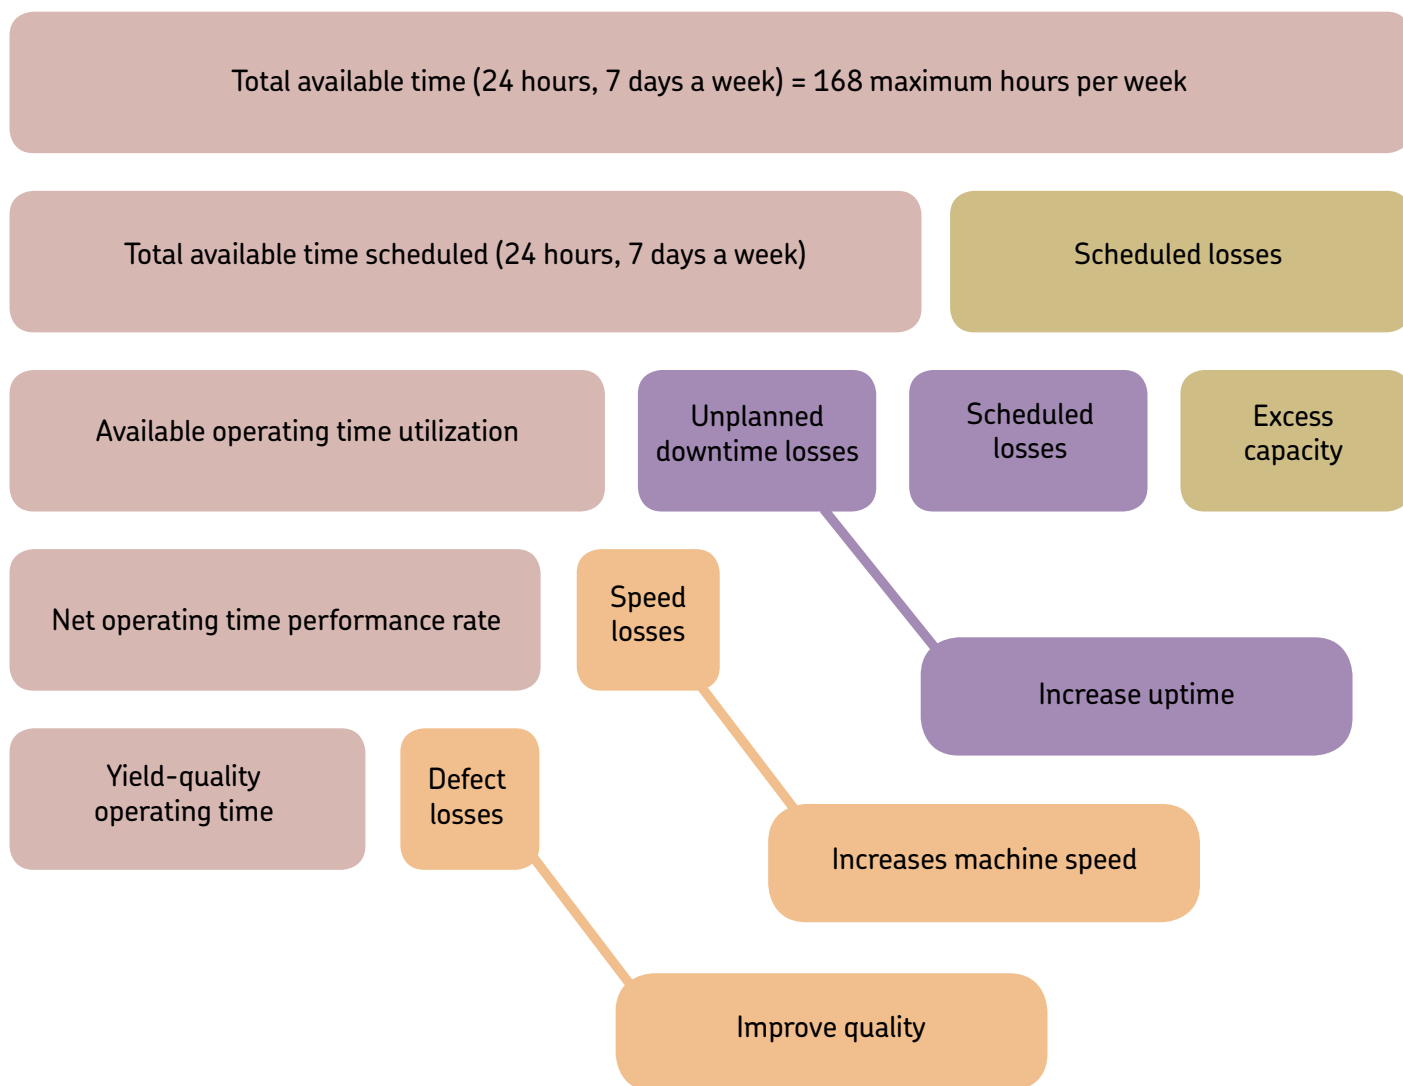 Total available time (24 hours, 7 days a week) = 168 maximum hours per week
Total available time scheduled (24 hours, 7 days a week)
Scheduled losses
Available operating time utilization
Unplanned
downtime losses
Scheduled
losses
Excess
capacity
Net operating time performance rate
Speed
losses
Increase uptime
Yield-quality
operating time
Defect
losses
Increases machine speed
Improve quality